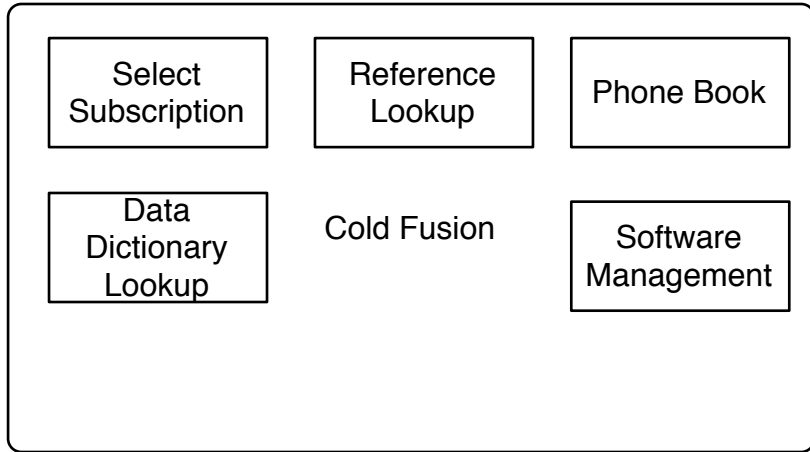 Select
Subscription
Reference
Lookup
Phone Book
Data
Dictionary
Lookup
Cold Fusion
Software
Management